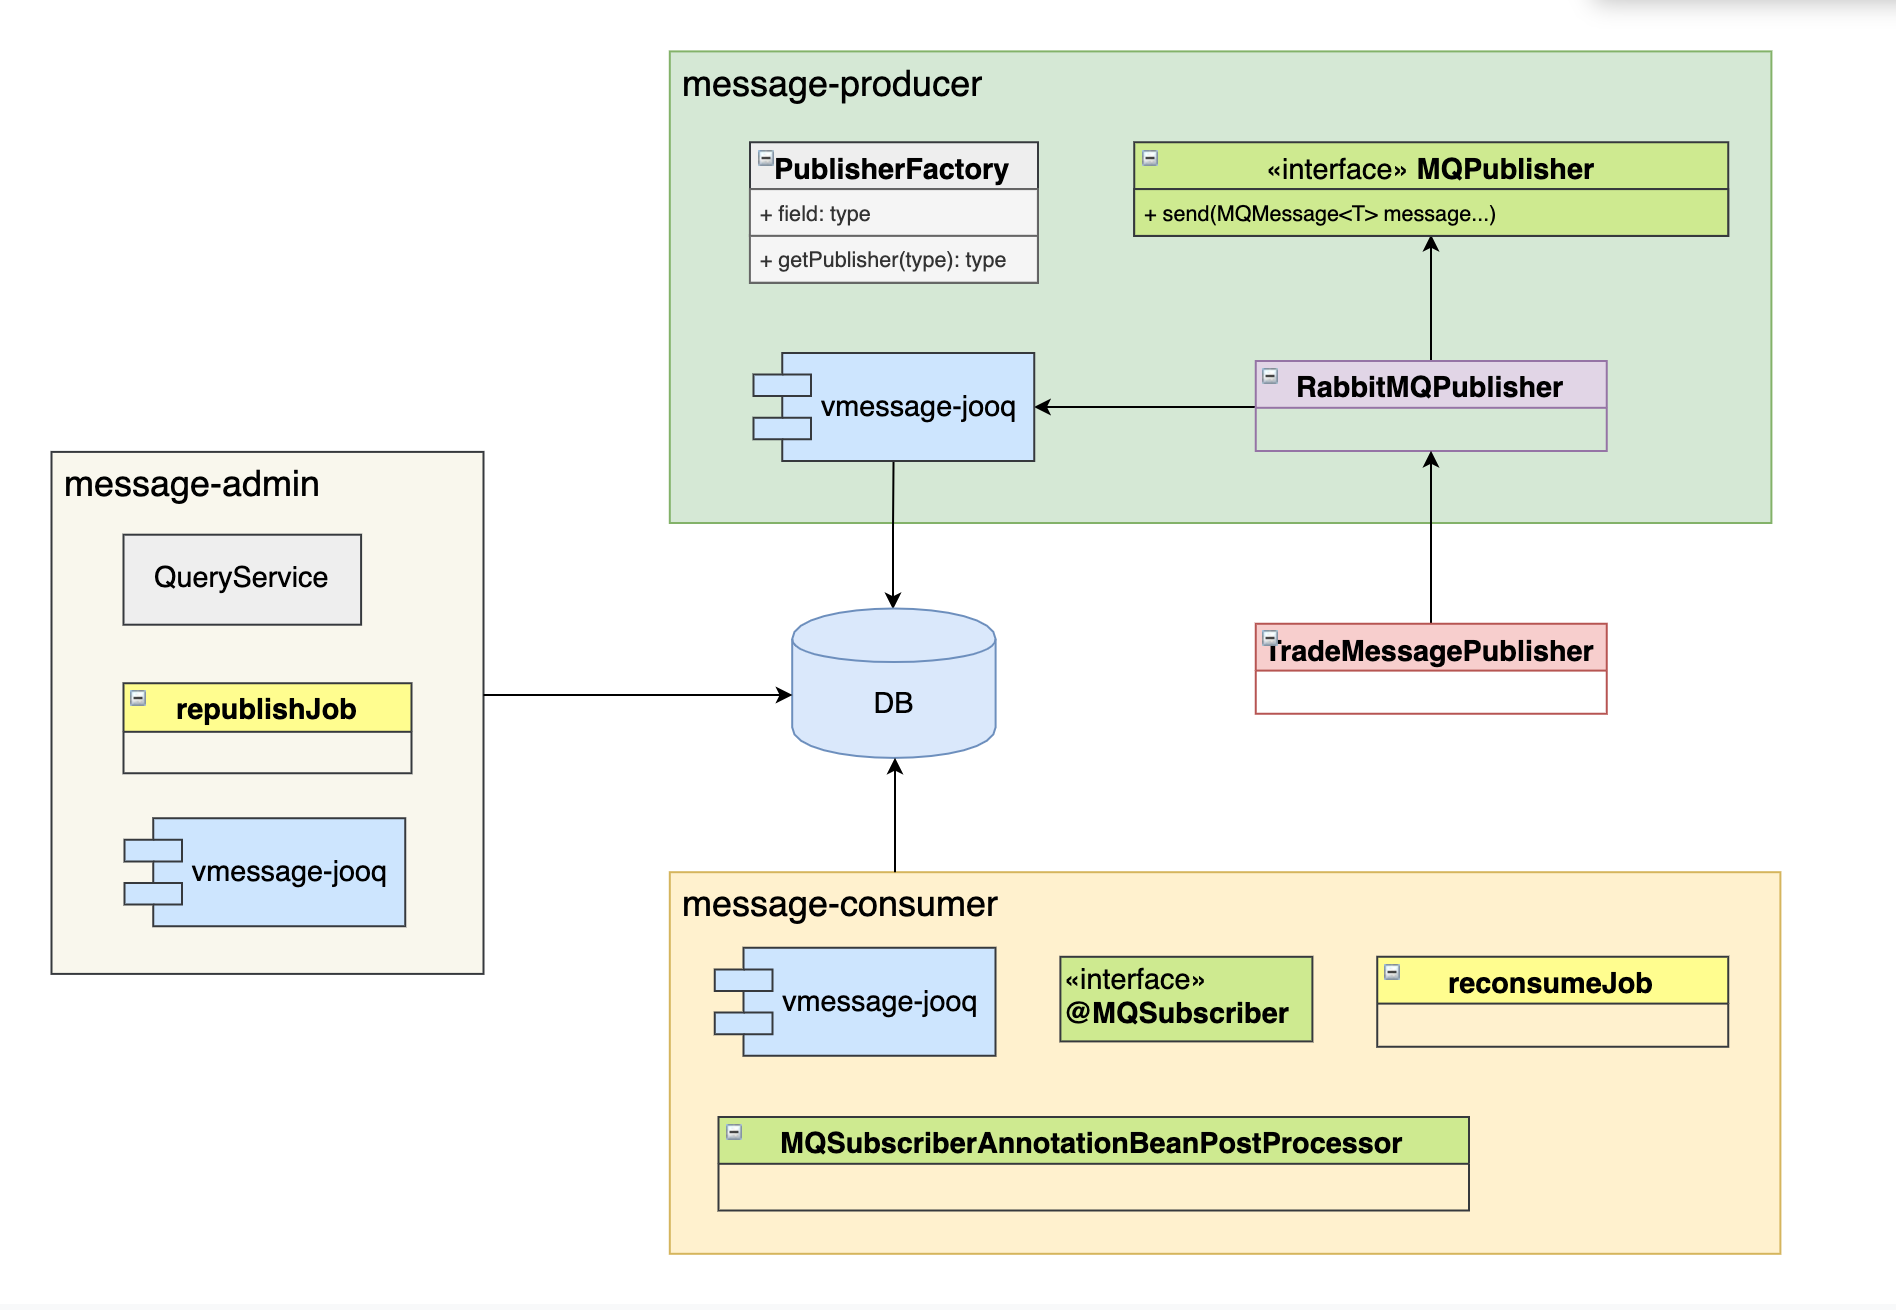 message-producer
PublisherFactory
+ field: type
+ getPublisher(type): type
«interface» MQPublisher
+ send(MQMessage<T> message...)
vmessage-jooq
RabbitMQPublisher
message-admin
QueryService
republishJob
vmessage-jooq
DB
TradeMessagePublisher
message-consumer
vmessage-jooq
«interface»
@MQSubscriber
reconsumeJob
MQSubscriberAnnotationBeanPostProcessor